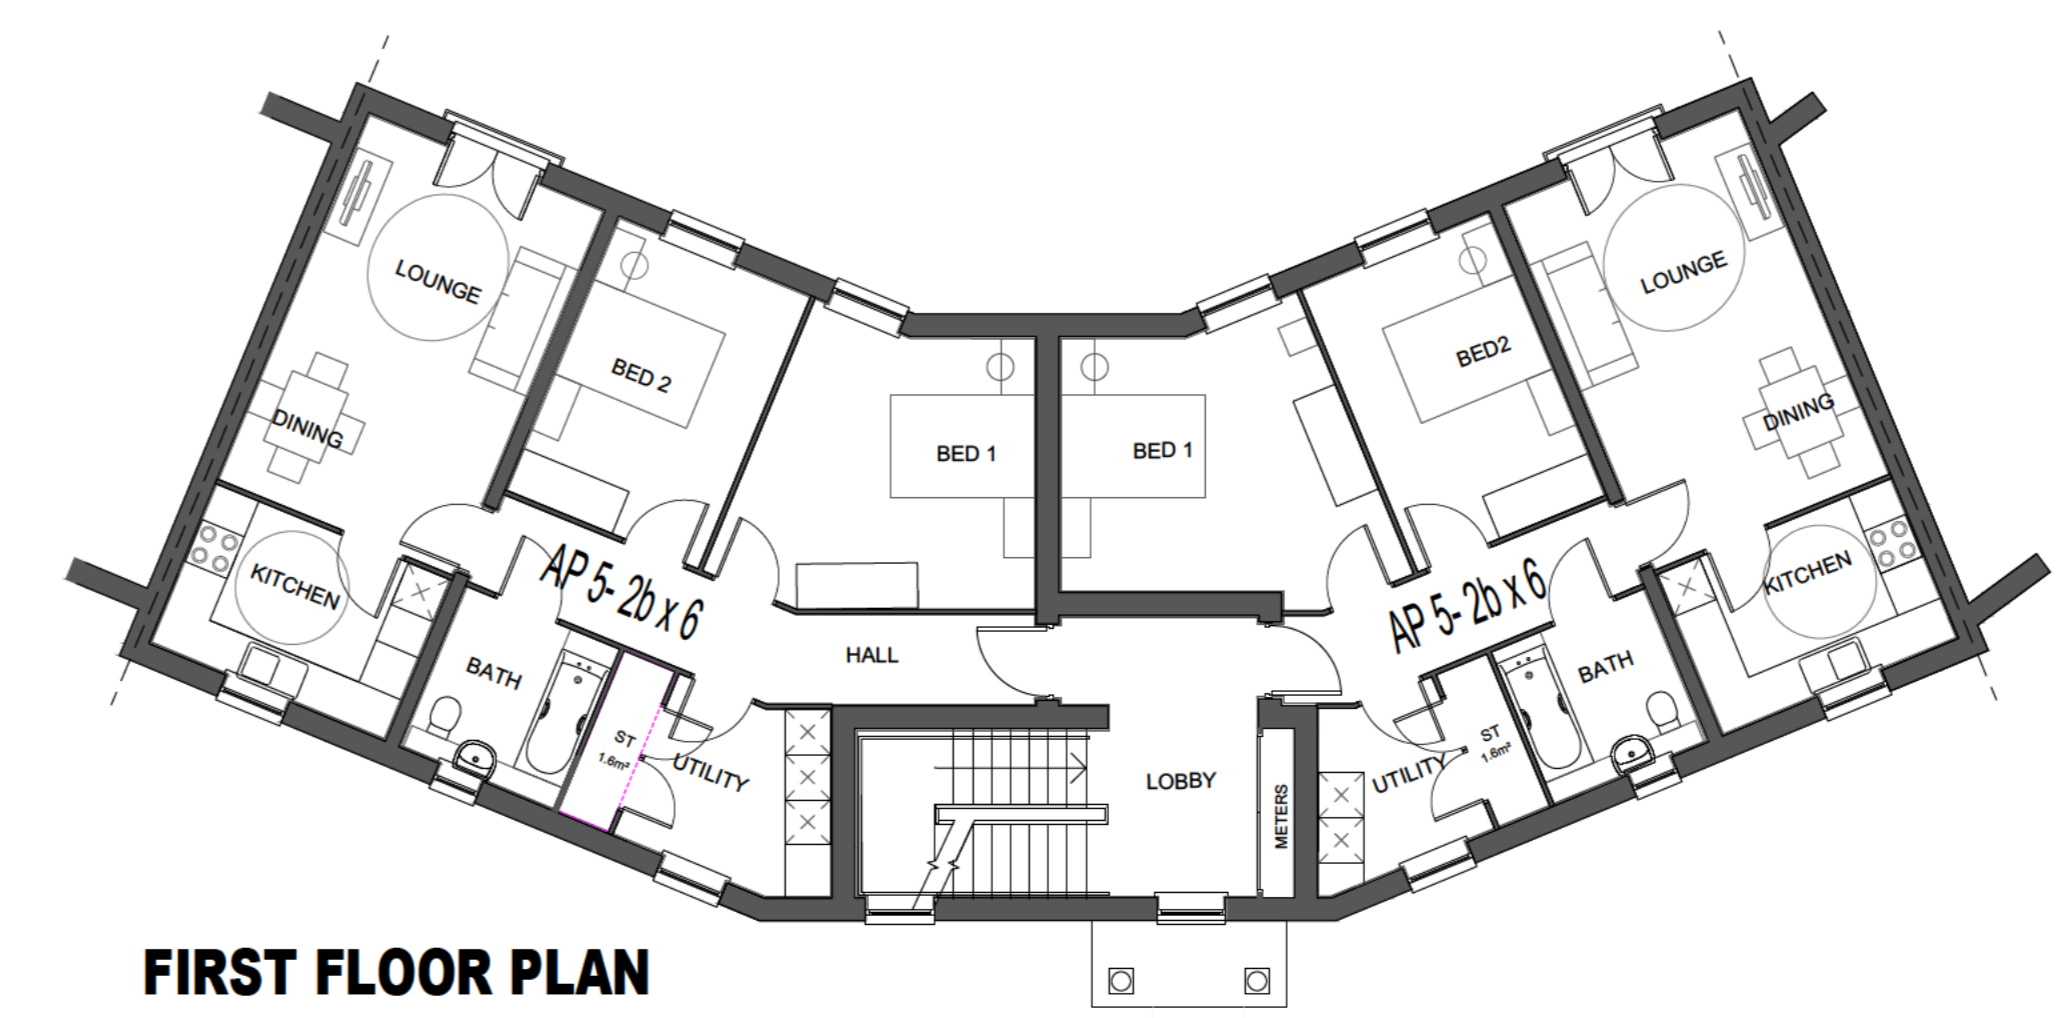 LOUNGE
BED 2
DINING
BED 1
KITCHEN
BATH
AP 5- 2b x 6
HALL
ST
1.6m²
UTILITY
LOBBY
METERS
BED 1
BED2
LOUNGE
DINING
AP 5- 2b x 6
KITCHEN
BATH
ST
1.6m²
UTILITY
FIRST FLOOR PLAN